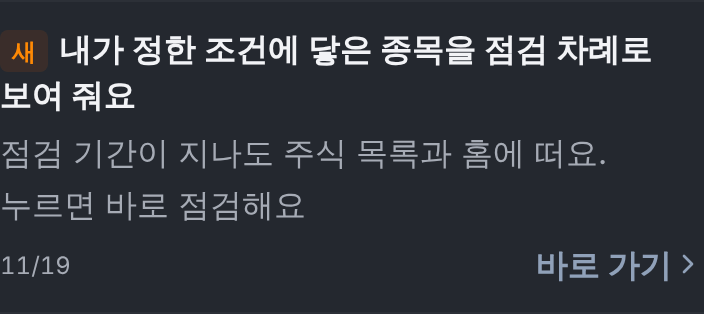 새 내가 정한 조건에 닿은 종목을 점검 차례로
보여 줘요
점검 기간이 지나도 주식 목록과 홈에 떠요.
누르면 바로 점검해요
11/19 바로 가기 >